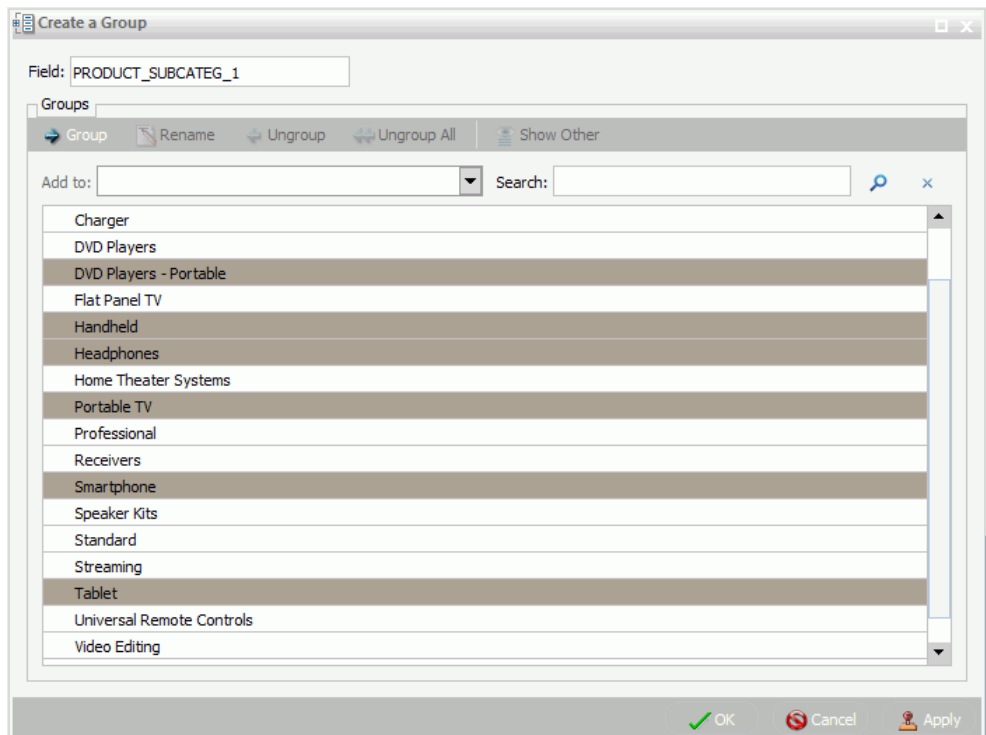 Create a Group
Field: PRODUCT_SUBCATEG_1
Groups
Group Rename Ungroup Ungroup All Show Other
Add to: Search:
Charger
DVD Players
DVD Players - Portable
Flat Panel TV
Handheld
Headphones
Home Theater Systems
Portable TV
Professional
Receivers
Smartphone
Speaker Kits
Standard
Streaming
Tablet
Universal Remote Controls
Video Editing
OK Cancel Apply